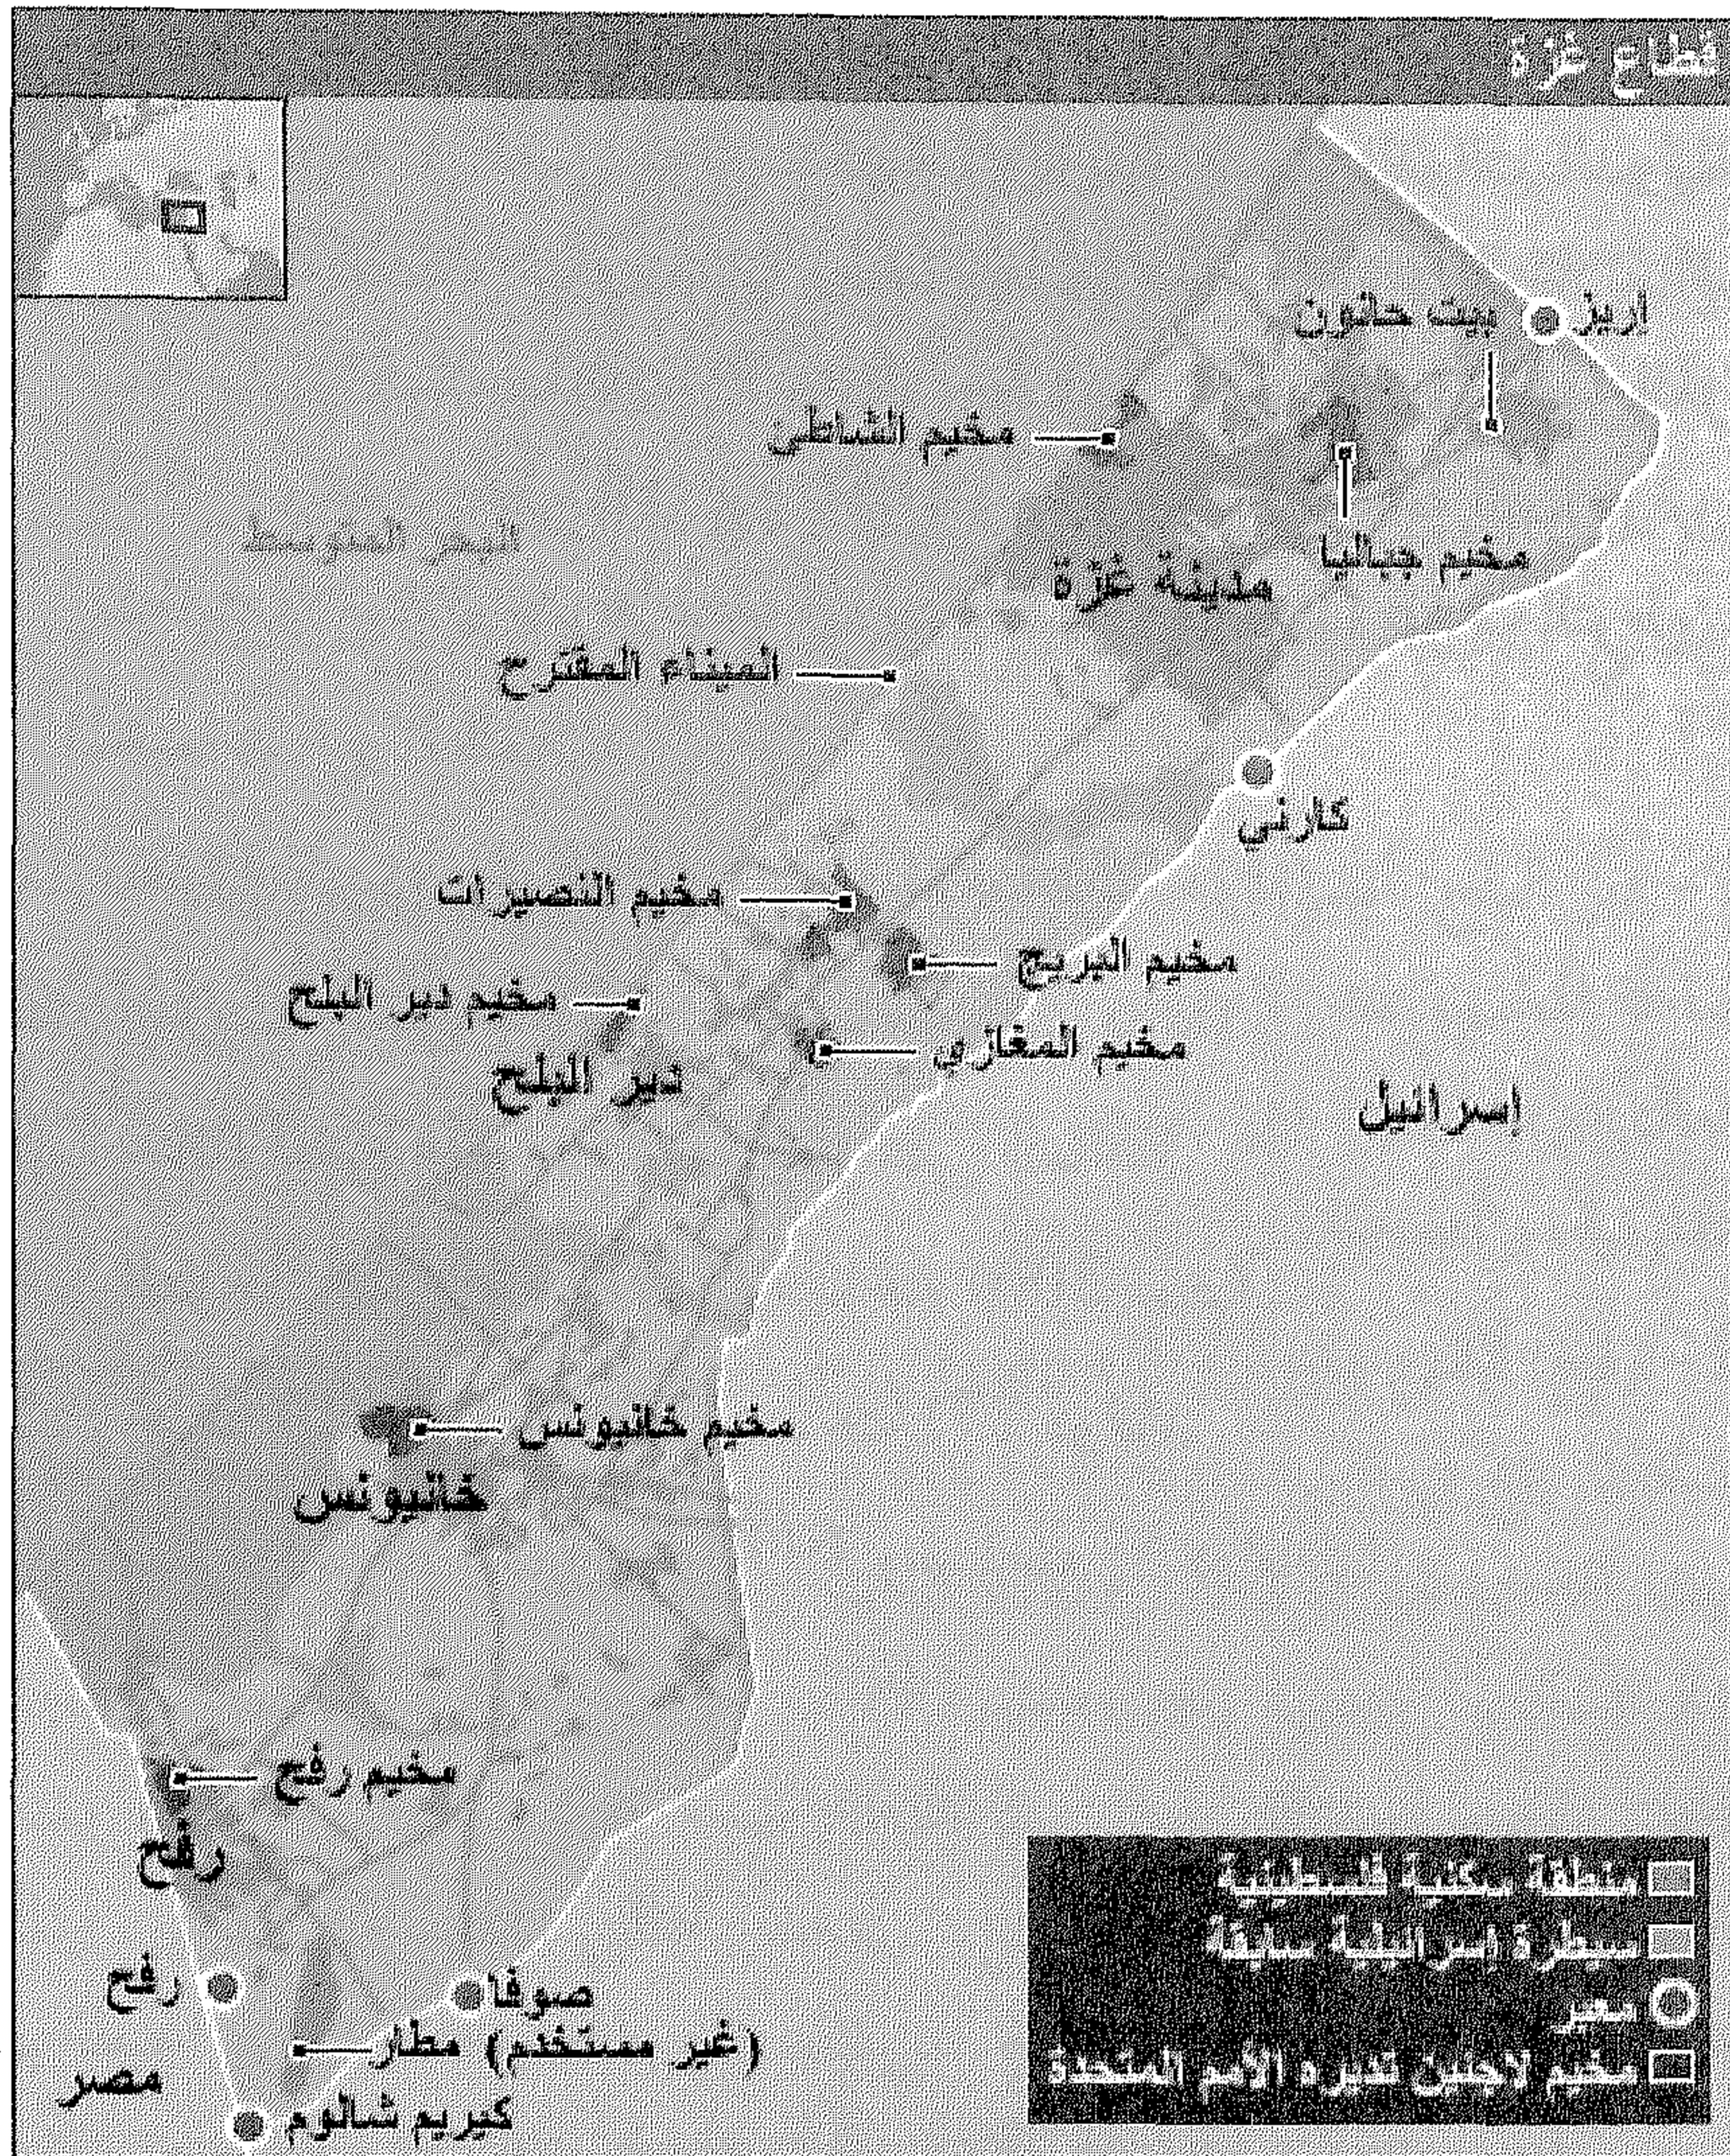 قطاع غزة
إريز
بيت حانون
مخيم الشاطئ
مخيم جباليا
البحر المتوسط
مدينة غزة
الميناء المقترح
كارني
مخيم النصيرات
مخيم البريج
مخيم دير البلح
مخيم المغازي
دير البلح
إسرائيل
مخيم خانيونس
خانيونس
مخيم رفح
رفح
رفح
صوفا
(غير مستخدم) مطار
مصر
كيريم شالوم
منطقة سكنية فلسطينية
سيطرة إسرائيلية سابقة
معبر
مخيم لاجئين تديره الأمم المتحدة